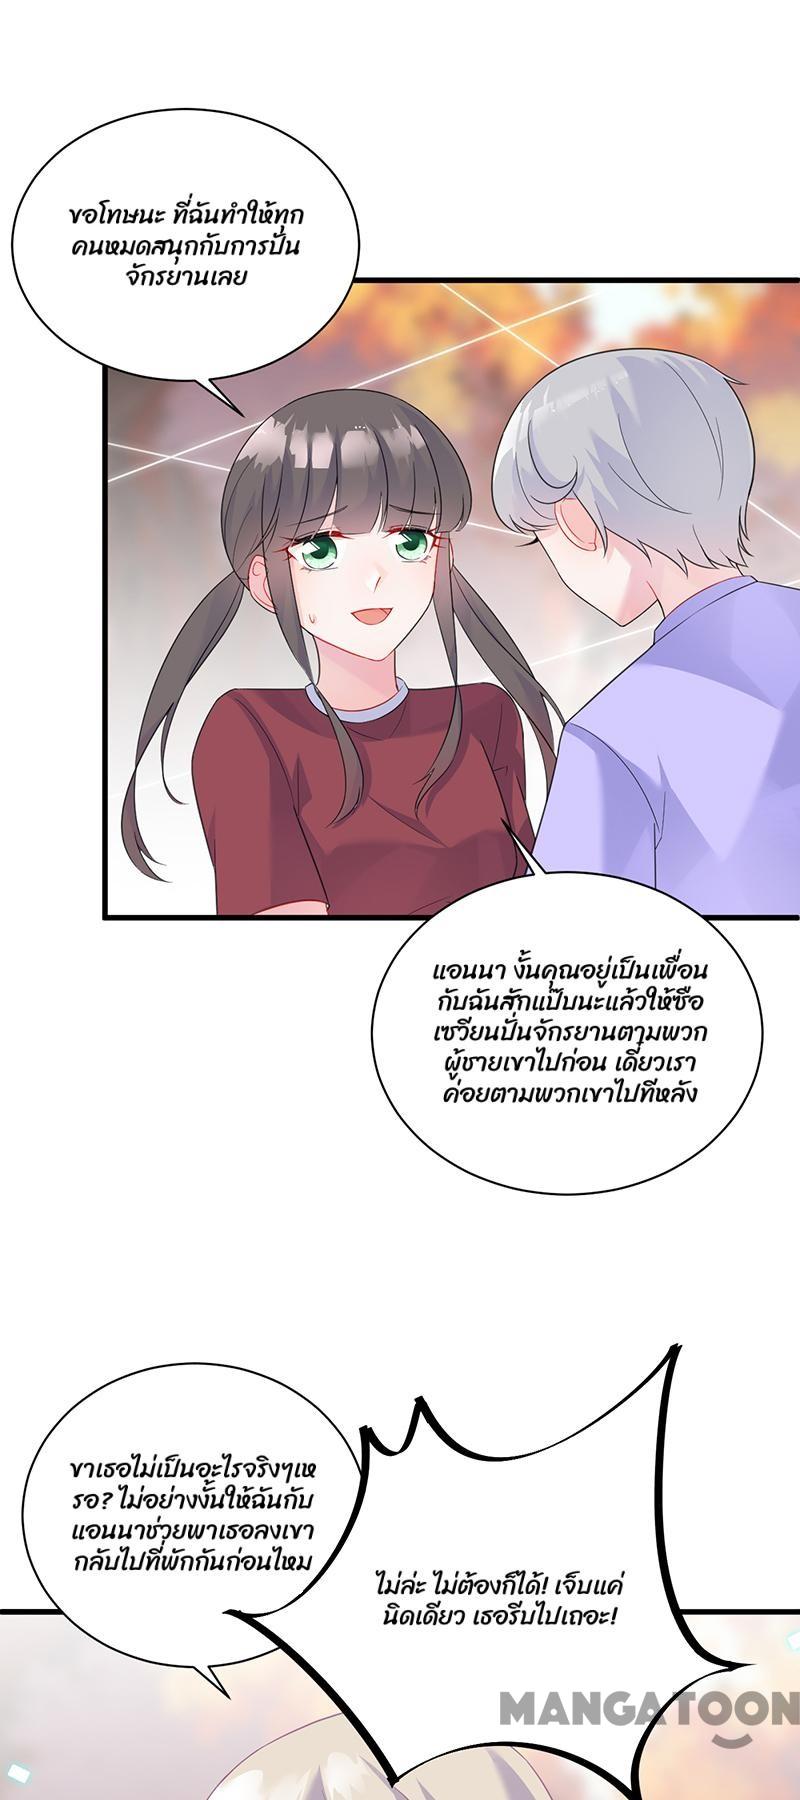 ขอโทษนะ ที่ฉันทำให้ทุก
คนหมดสนุกกับการปั่น
จักรยานเลย
แอนนา งั้นคุณอยู่เป็นเพื่อน
กับฉันสักแป๊บนะแล้วให้ซือ
เซวียนปั่นจักรยานตามพวก
ผู้ชายเขาไปก่อน เดี๋ยวเรา
ค่อยตามพวกเขาไปทีหลัง
ขาเธอไม่เป็นอะไรจริงๆเห
รอ? ไม่อย่างงั้นให้ฉันกับ
แอนนาช่วยพาเธอลงเขา
กลับไปที่พักกันก่อนไหม
ไม่ล่ะ ไม่ต้องก็ได้! เจ็บแค่
นิดเดียว เธอรีบไปเถอะ!
MANGATOON